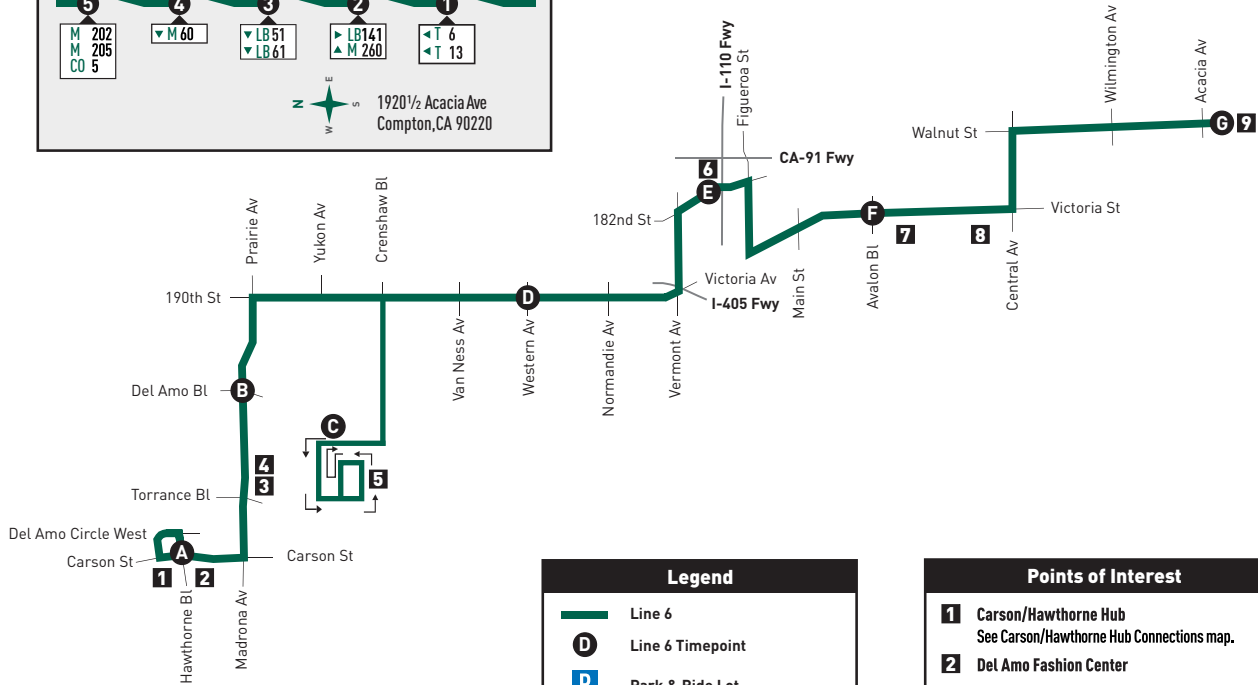 5 4 3 2 1
M 202
M 205
CO 5
▼ M 60
▼ LB 51
▼ LB 61
► LB141
▲ M 260
◄ T 6
◄ T 13
N E S W
1920½ Acacia Ave
Compton, CA 90220
I-110 Fwy
Figueroa St
Wilmington Av
Acacia Av
Walnut St
G 9
CA-91 Fwy
6
E
182nd St
F
7
8
Victoria St
Prairie Av
Yukon Av
Crenshaw Bl
190th St
D
Victoria Av
I-405 Fwy
Main St
Avalon Bl
Central Av
Van Ness Av
Western Av
Normandie Av
Vermont Av
Del Amo Bl
B
C
4
3
5
Torrance Bl
Del Amo Circle West
Carson St
A
Carson St
1 2
Hawthorne Bl
Madrona Av
Legend
Line 6
D Line 6 Timepoint
Park & Ride Lot
Points of Interest
1 Carson/Hawthorne Hub
See Carson/Hawthorne Hub Connections map.
2 Del Amo Fashion Center